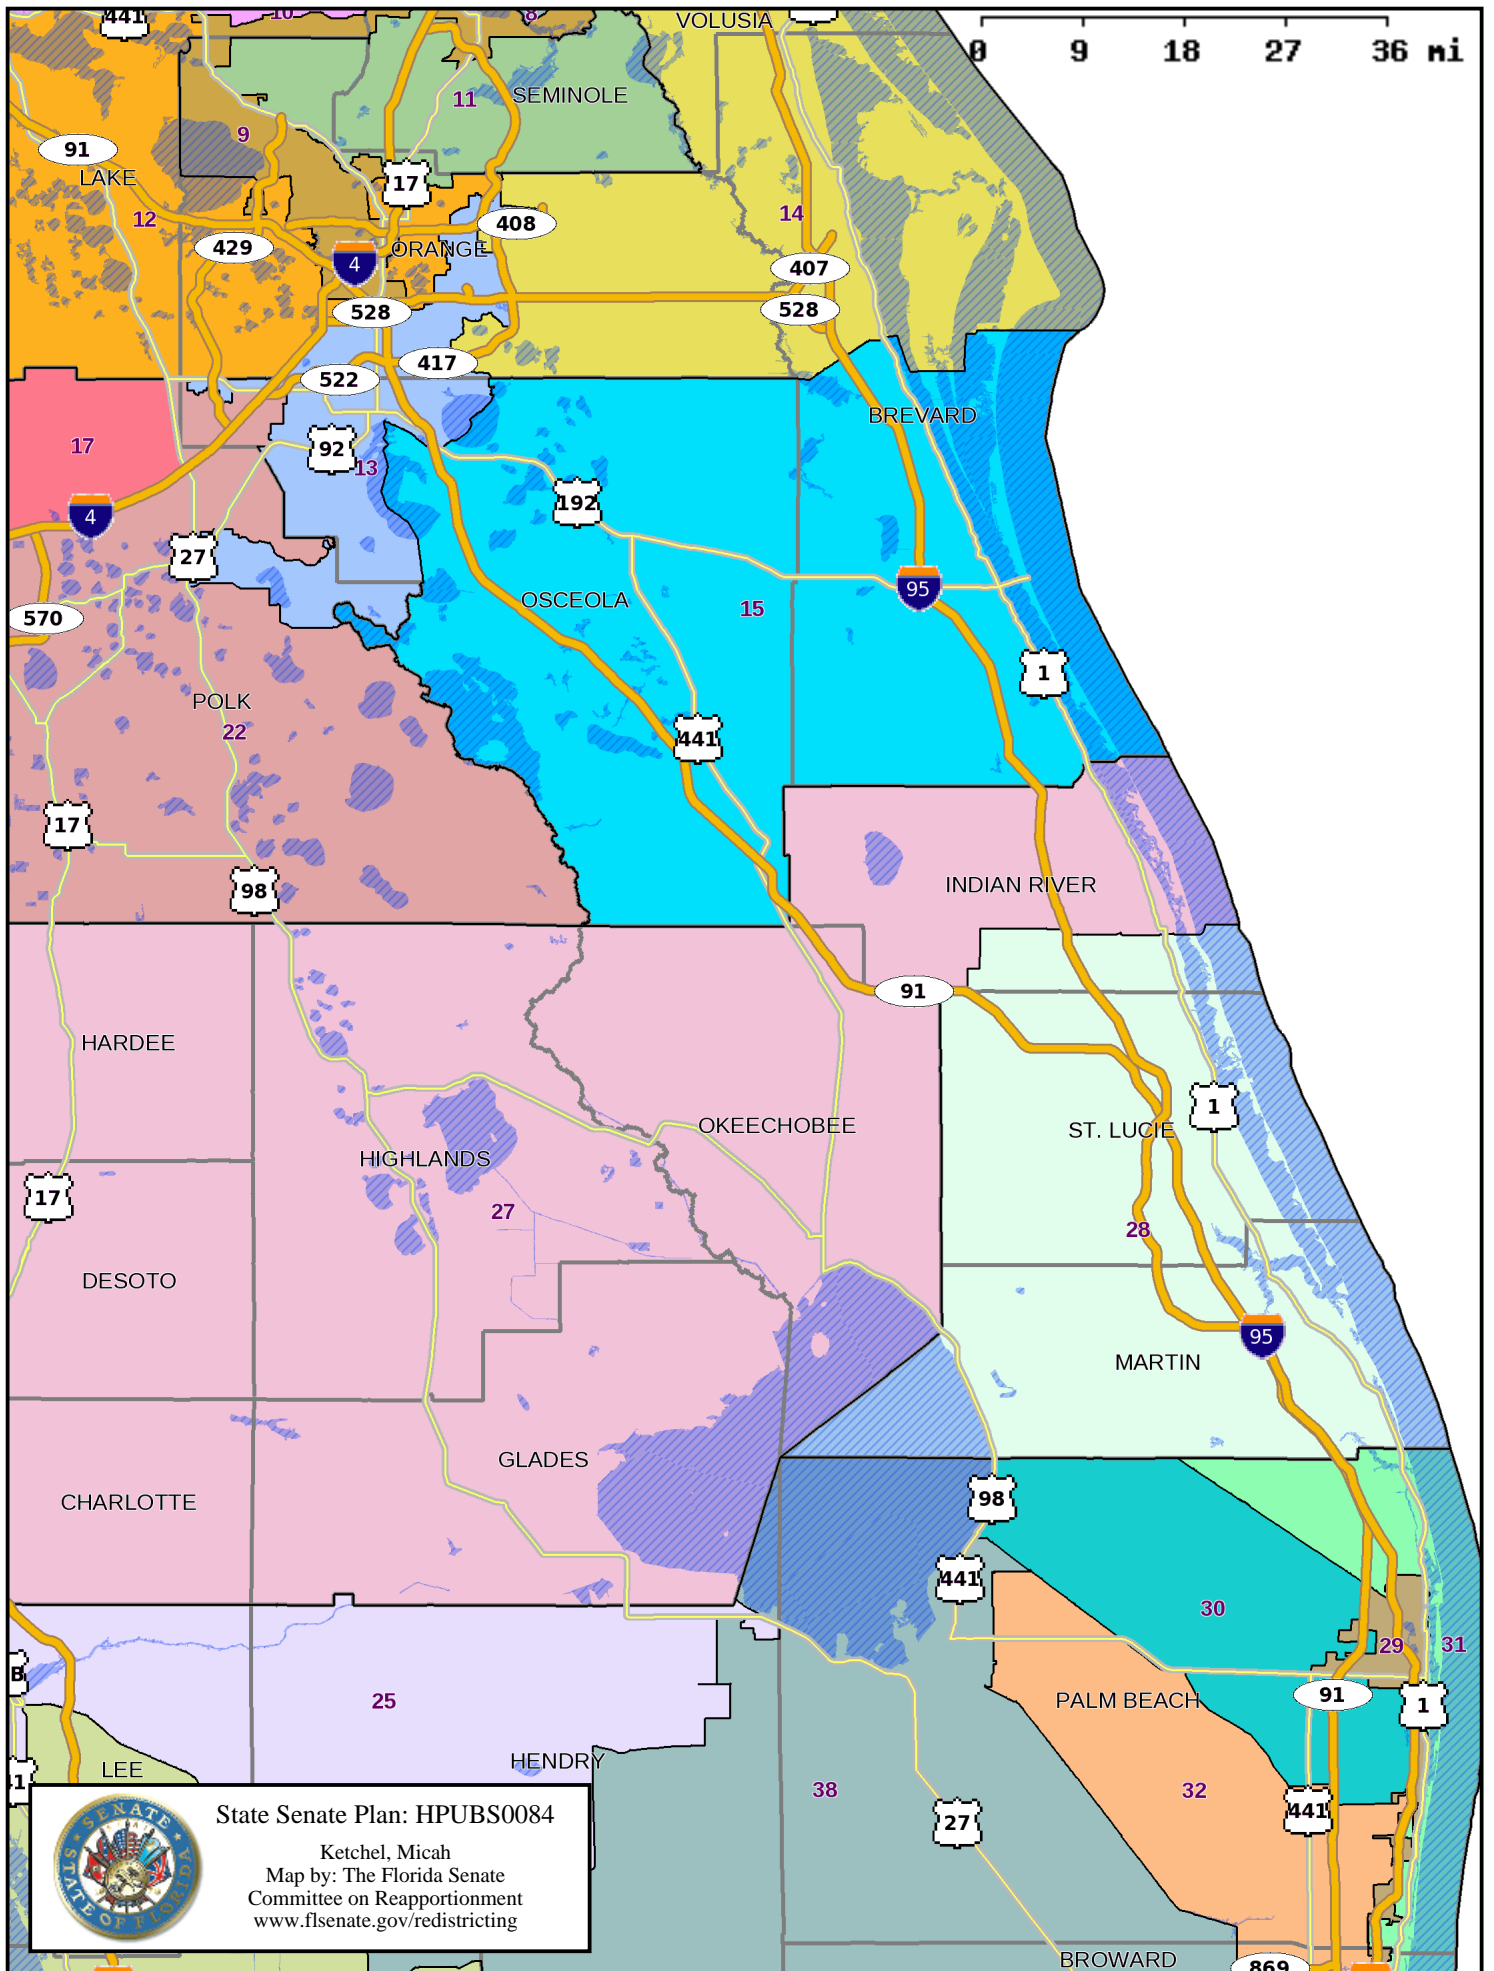 441
10
8
VOLUSIA
0 9 18 27 36 mi
11
SEMINOLE
9
91
LAKE
17
12
14
408
429
ORANGE
4
407
528
528
417
522
BREVARD
17
92
13
192
4
27
95
OSCEOLA
15
570
1
POLK
22
441
17
INDIAN RIVER
98
91
HARDEE
1
OKEECHOBEE
ST. LUCIE
HIGHLANDS
17
27
28
DESOTO
95
MARTIN
GLADES
CHARLOTTE
98
441
30
29
31
B
25
PALM BEACH
91
1
HENDRY
LEE
38
32
441
27
STATE OF FLORIDA
SENATE
State Senate Plan: HPUBS0084
Ketchel, Micah
Map by: The Florida Senate
Committee on Reapportionment
www.flsenate.gov/redistricting
BROWARD
869